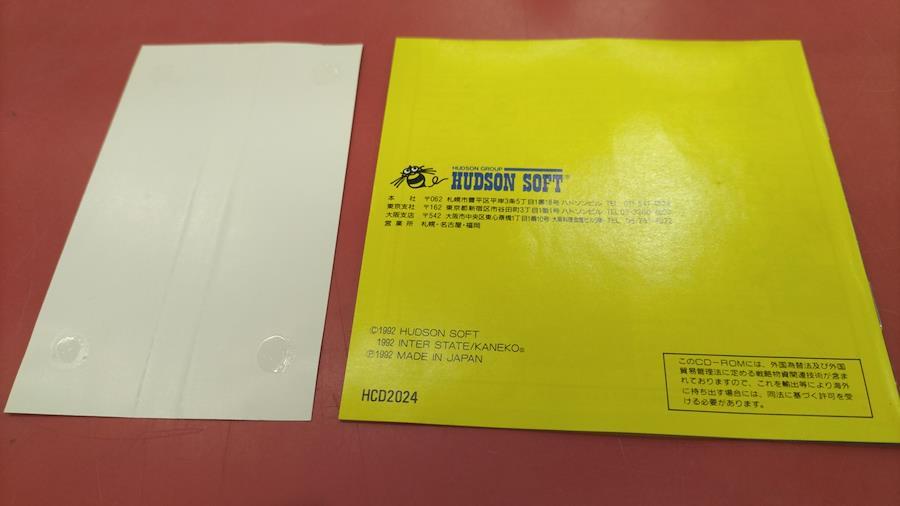 HUDSON GROUP
HUDSON SOFT®
本 社 〒062 札幌市豊平区平岸3条5丁目1番18号 ハドソンビル TEL
東京支社 〒162 東京都新宿区市谷田町3丁目1番1号 ハドソンビル TEL
大阪支店 〒542 大阪市中央区東心斎橋1丁目1番10号 TEL
営業所 札幌・名古屋・福岡
©1992 HUDSON SOFT
1992 INTER STATE/KANEKO®
Ⓟ1992 MADE IN JAPAN
HCD2024
このCD-ROMには、外国為替法及び外国
貿易管理法に定める戦略物資関連技術が含ま
れておりますので、これを輸出等により海外
に持ち出す場合には、同法に基づく許可を受
ける必要があります。